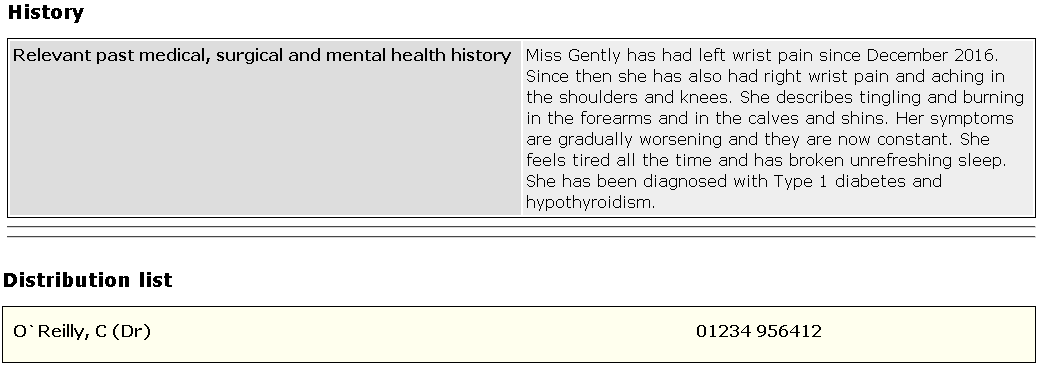 History
Relevant past medical, surgical and mental health history
Miss Gently has had left wrist pain since December 2016.
Since then she has also had right wrist pain and aching in
the shoulders and knees. She describes tingling and burning
in the forearms and in the calves and shins. Her symptoms
are gradually worsening and they are now constant. She
feels tired all the time and has broken unrefreshing sleep.
She has been diagnosed with Type 1 diabetes and
hypothyroidism.
Distribution list
O`Reilly, C (Dr) 01234 956412